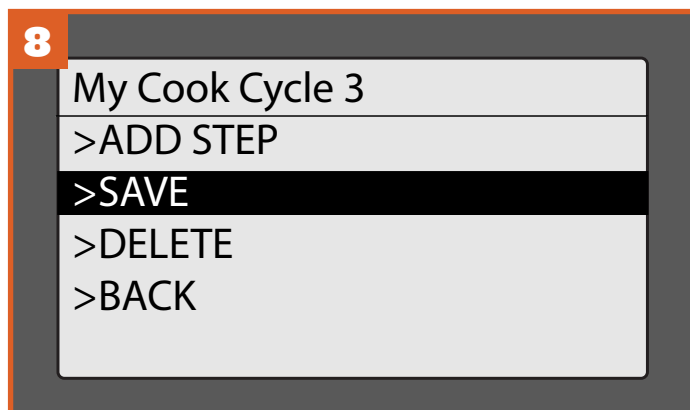 8
My Cook Cycle 3
>ADD STEP
>SAVE
>DELETE
>BACK